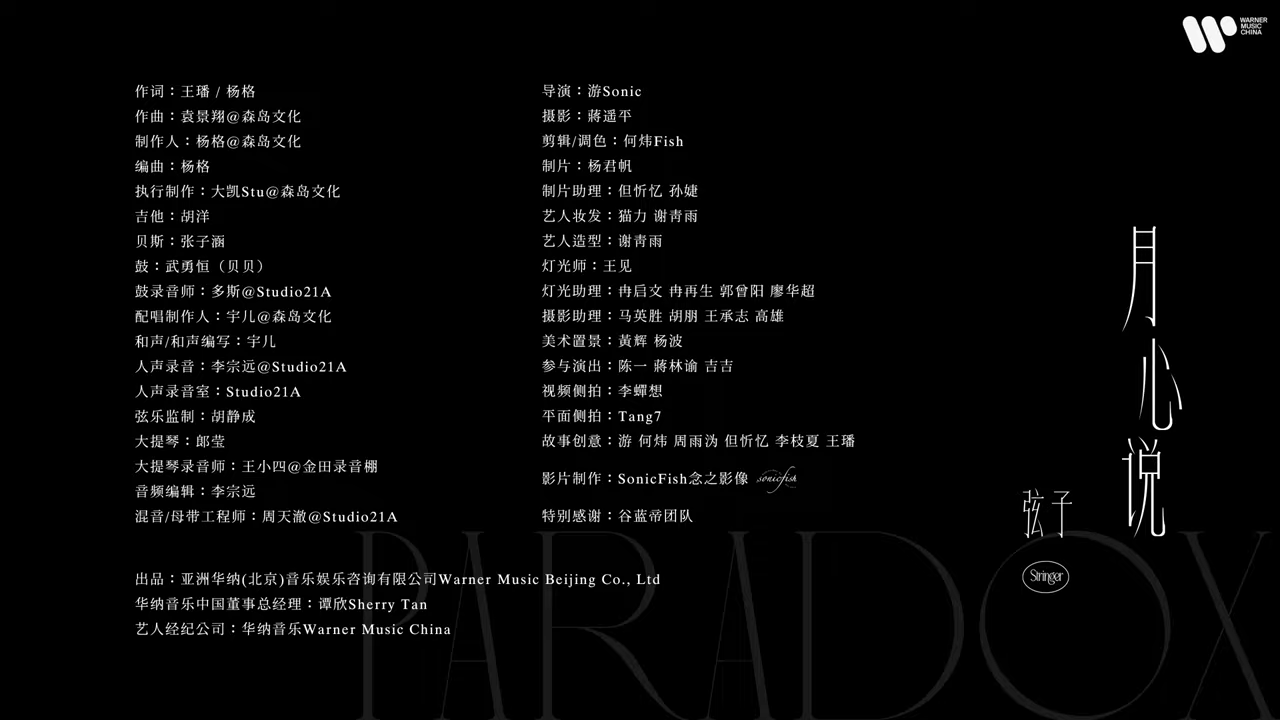 WARNER
MUSIC
CHINA
作词：王璠 / 杨格
作曲：袁景翔@森岛文化
制作人：杨格@森岛文化
编曲：杨格
执行制作：大凯Stu@森岛文化
吉他：胡洋
贝斯：张子涵
鼓：武勇恒（贝贝）
鼓录音师：多斯@Studio21A
配唱制作人：宇儿@森岛文化
和声/和声编写：宇儿
人声录音：李宗远@Studio21A
人声录音室：Studio21A
弦乐监制：胡静成
大提琴：郎莹
大提琴录音师：王小四@金田录音棚
音频编辑：李宗远
混音/母带工程师：周天澈@Studio21A
导演：游Sonic
摄影：蔣遥平
剪辑/调色：何炜Fish
制片：杨君帆
制片助理：但忻忆 孙婕
艺人妆发：猫力 谢青雨
艺人造型：谢青雨
灯光师：王见
灯光助理：冉启文 冉再生 郭曾阳 廖华超
摄影助理：马英胜 胡朋 王承志 高雄
美术置景：黃辉 杨波
参与演出：陈一 蔣林谕 吉吉
视频侧拍：李蟬想
平面侧拍：Tang7
故事创意：游 何炜 周雨沩 但忻忆 李枝夏 王璠
影片制作：SonicFish念之影像 sonicfish
特别感谢：谷蓝帝团队
出品：亚洲华纳(北京)音乐娱乐咨询有限公司Warner Music Beijing Co., Ltd
华纳音乐中国董事总经理：谭欣Sherry Tan
艺人经纪公司：华纳音乐Warner Music China
月心说
弦子
Stringer
PARADOX